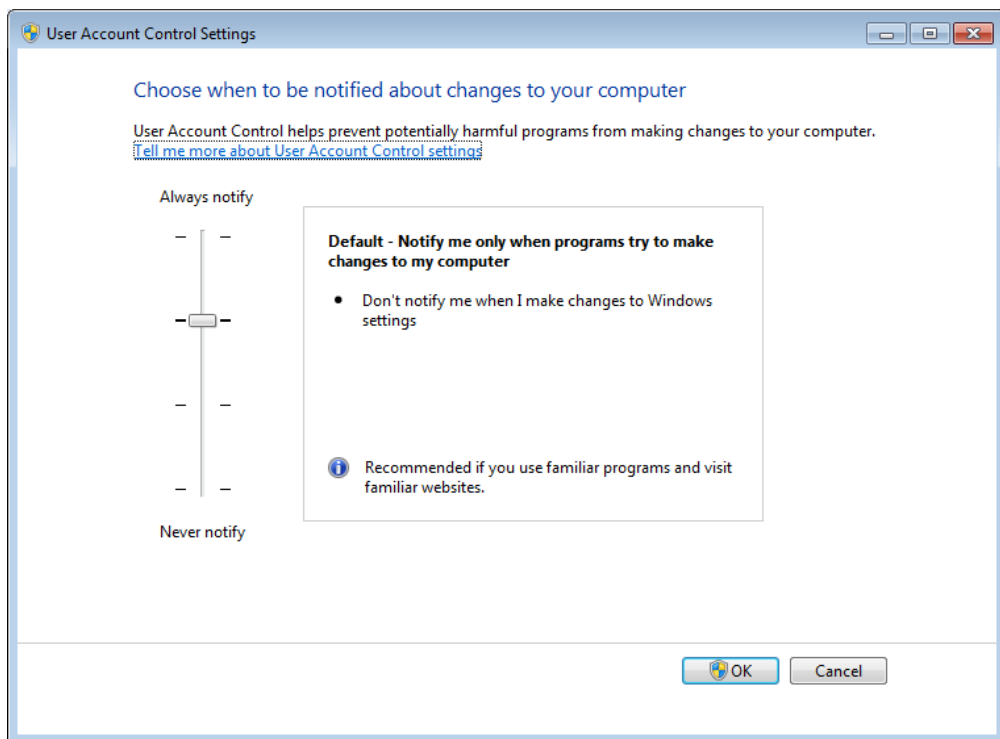 User Account Control Settings
Choose when to be notified about changes to your computer
User Account Control helps prevent potentially harmful programs from making changes to your computer.
Tell me more about User Account Control settings
Always notify
Default - Notify me only when programs try to make
changes to my computer
• Don't notify me when I make changes to Windows
settings
Recommended if you use familiar programs and visit
familiar websites.
Never notify
OK
Cancel